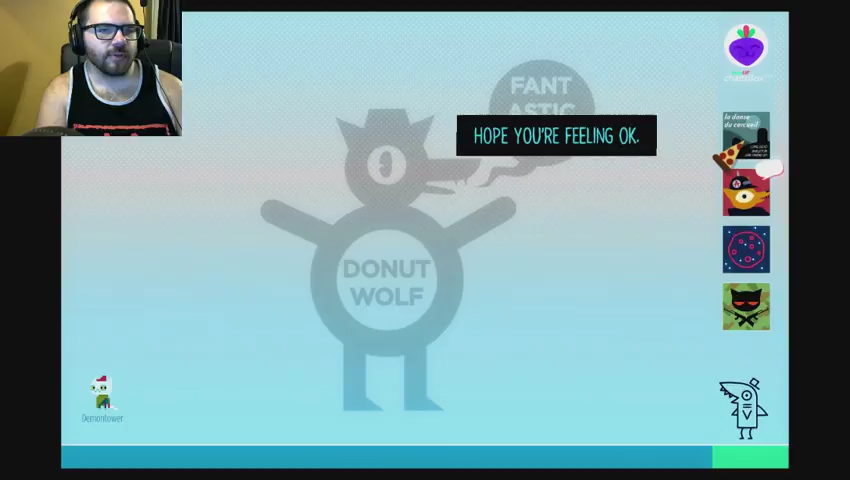 FANT
ASTIC
HOPE YOU'RE FEELING OK.
DONUT
WOLF
la danse
du cercueil
Demontower